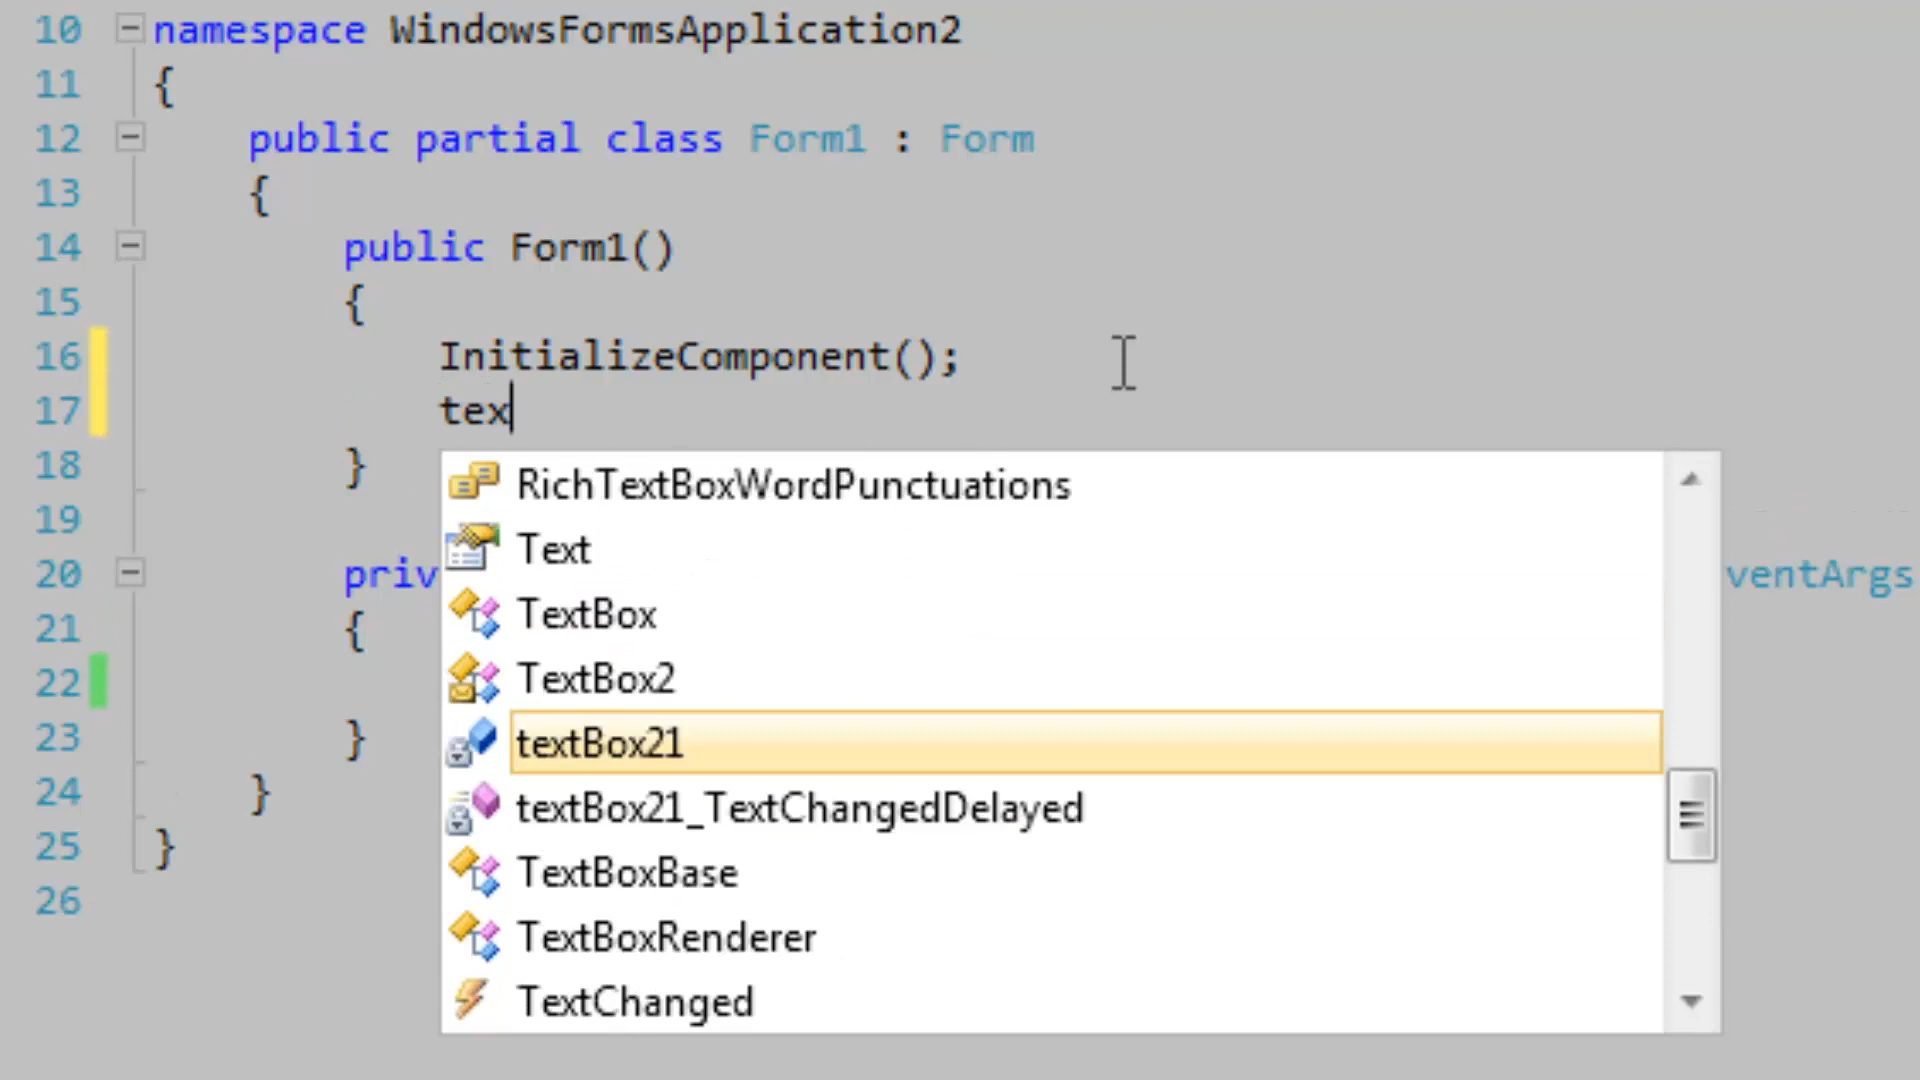 10 namespace WindowsFormsApplication2
11 {
12 public partial class Form1 : Form
13 {
14 public Form1()
15 {
16 InitializeComponent();
17 tex
18 }
19
20 priv ventArgs
21 {
22
23 }
24 }
25 }
26
RichTextBoxWordPunctuations
Text
TextBox
TextBox2
textBox21
textBox21_TextChangedDelayed
TextBoxBase
TextBoxRenderer
TextChanged